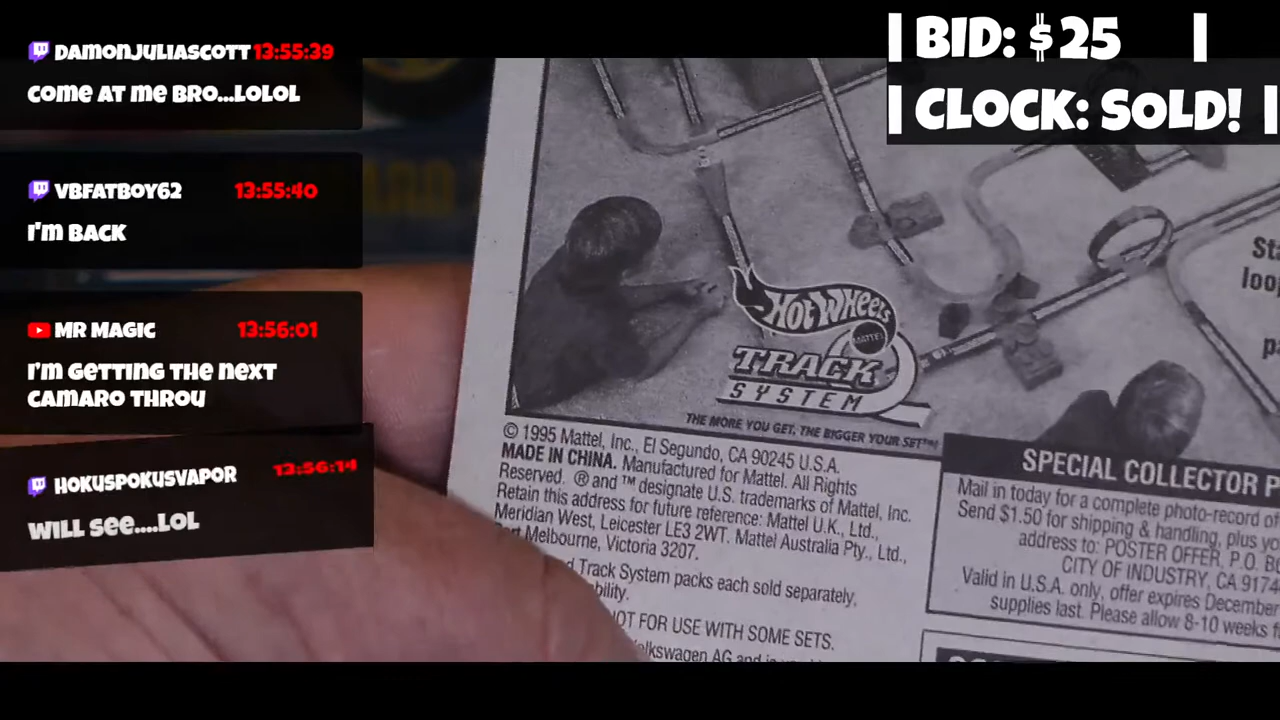 DAMONJULIASCOTT 13:55:39
COME AT ME BRO...LOLOL
VBFATBOY62 13:55:40
I'M BACK
MR MAGIC 13:56:01
I'M GETTING THE NEXT
CAMARO THROU
HOKUSPOKUSVAPOR 13:56:14
WILL SEE....LOL
| BID: $25 |
| CLOCK: SOLD! |
HOT WHEELS
MATTEL
TRACK
SYSTEM
THE MORE YOU GET, THE BIGGER YOUR SET™!
© 1995 Mattel, Inc., El Segundo, CA 90245 U.S.A.
MADE IN CHINA. Manufactured for Mattel. All Rights
Reserved. ® and ™ designate U.S. trademarks of Mattel, Inc.
Retain this address for future reference: Mattel U.K., Ltd.,
Meridian West, Leicester LE3 2WT. Mattel Australia Pty., Ltd.,
Melbourne, Victoria 3207.
Track System packs each sold separately,
NOT FOR USE WITH SOME SETS.
AG and
SPECIAL COLLECTOR
Mail in today for a complete photo-record of
Send $1.50 for shipping & handling, plus
address to: POSTER OFFER, P.O.
CITY OF INDUSTRY, CA
Valid in U.S.A. only, offer expires December
supplies last. Please allow 8-10 weeks